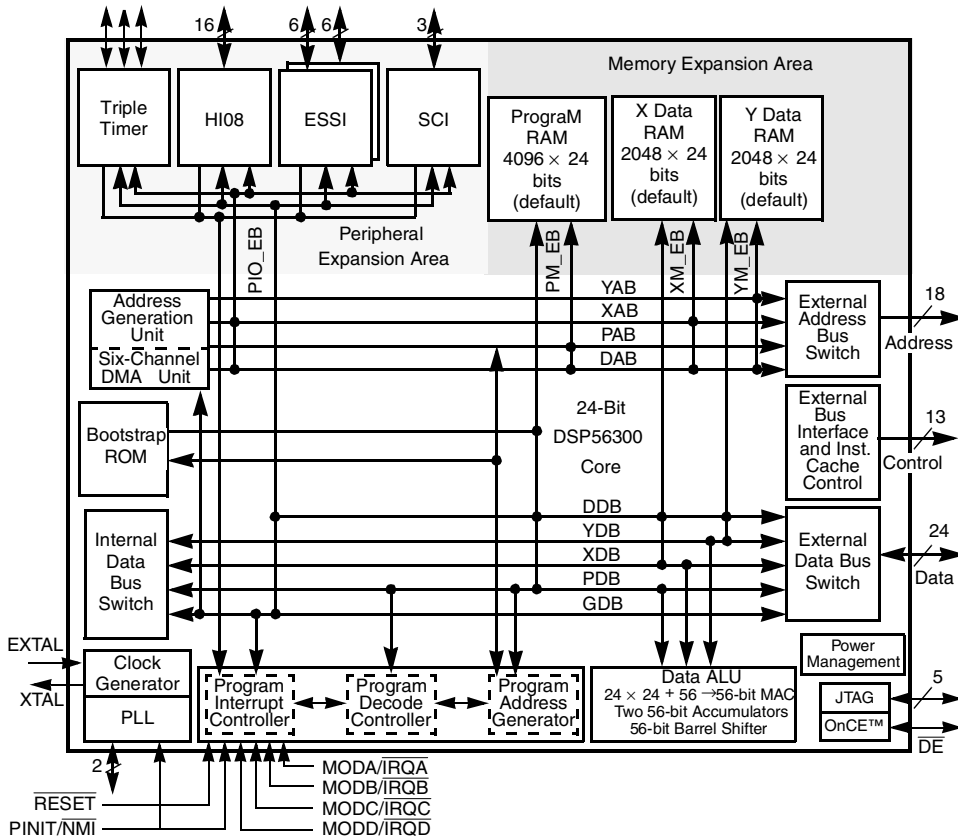 16
6
6
3
Memory Expansion Area
Triple
Timer
HI08
ESSI
SCI
PrograM
RAM
4096 × 24
bits
(default)
X Data
RAM
2048 × 24
bits
(default)
Y Data
RAM
2048 × 24
bits
(default)
Peripheral
Expansion Area
PIO_EB
PM_EB
XM_EB
YM_EB
Address
Generation
Unit
Six-Channel
DMA Unit
YAB
XAB
PAB
DAB
External
Address
Bus
Switch
18
Address
Bootstrap
ROM
24-Bit
DSP56300
Core
External
Bus
Interface
and Inst.
Cache
Control
13
Control
Internal
Data
Bus
Switch
DDB
YDB
XDB
PDB
GDB
External
Data Bus
Switch
24
Data
EXTAL
XTAL
Clock
Generator
PLL
2
Program
Interrupt
Controller
Program
Decode
Controller
Program
Address
Generator
Data ALU
24 × 24 + 56 →56-bit MAC
Two 56-bit Accumulators
56-bit Barrel Shifter
Power
Management
JTAG
OnCE™
5
DE
RESET
PINIT/NMI
MODA/IRQA
MODB/IRQB
MODC/IRQC
MODD/IRQD